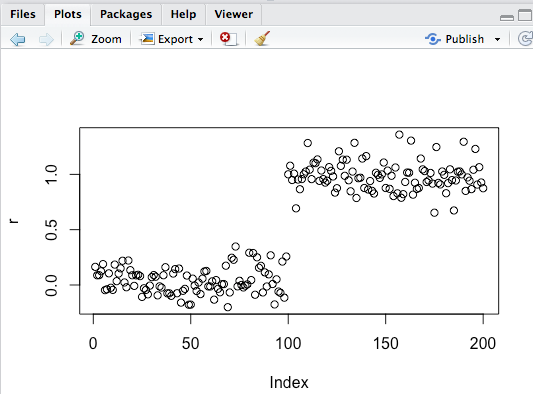 Files Plots Packages Help Viewer
Zoom Export Publish
1.0
0.5
0.0
r
0 50 100 150 200
Index